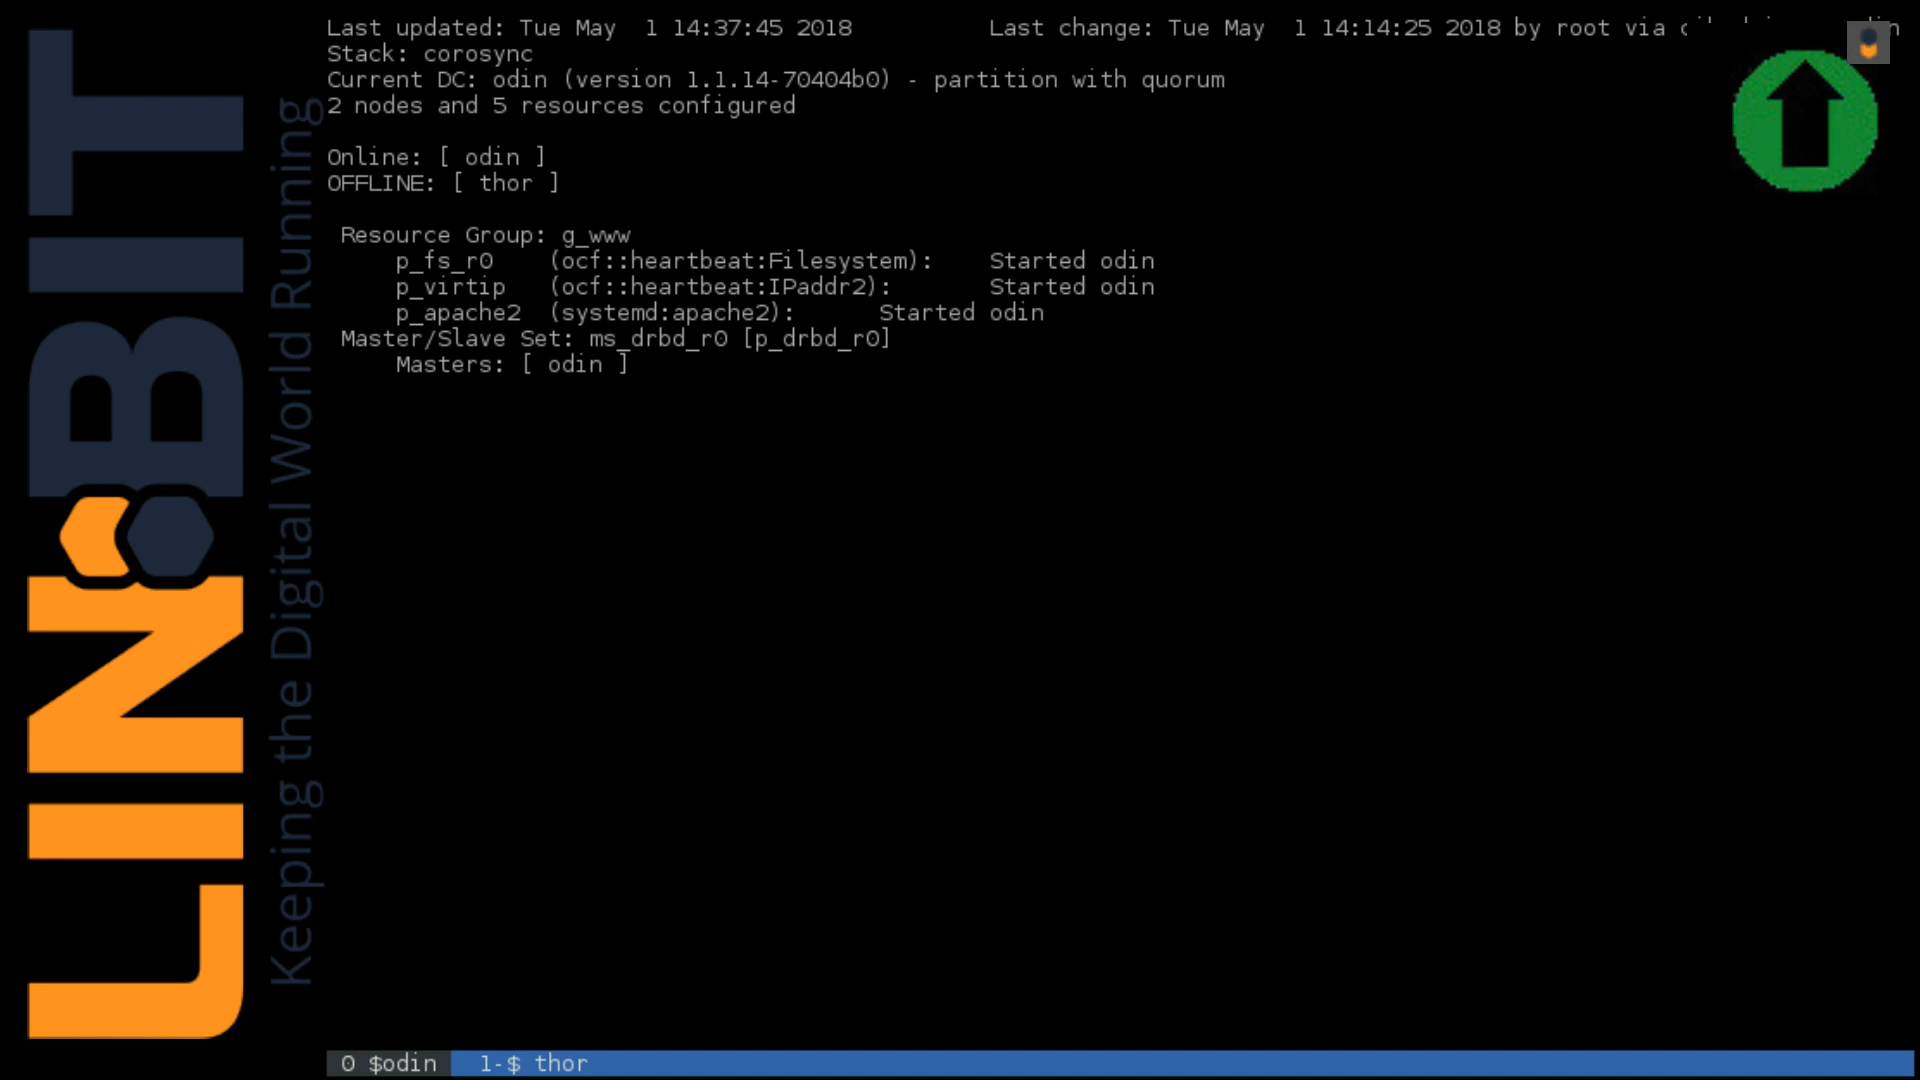 LINBIT
Keeping the Digital World Running
Last updated: Tue May  1 14:37:45 2018          Last change: Tue May  1 14:14:25 2018 by root via
Stack: corosync
Current DC: odin (version 1.1.14-70404b0) - partition with quorum
2 nodes and 5 resources configured
Online: [ odin ]
OFFLINE: [ thor ]
Resource Group: g_www
p_fs_r0    (ocf::heartbeat:Filesystem):    Started odin
p_virtip   (ocf::heartbeat:IPaddr2):       Started odin
p_apache2  (systemd:apache2):      Started odin
Master/Slave Set: ms_drbd_r0 [p_drbd_r0]
Masters: [ odin ]
0 $odin   1-$ thor